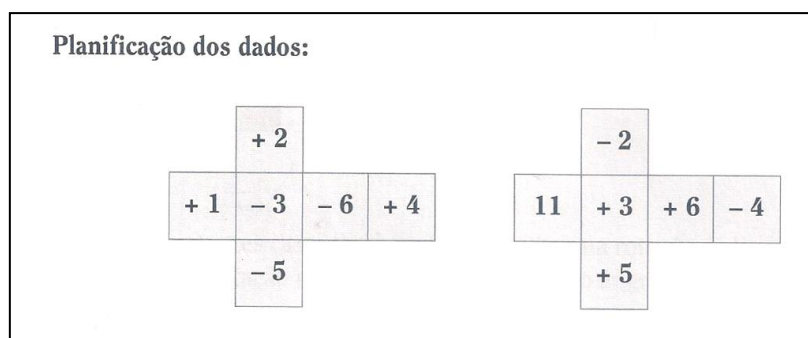 Planificação dos dados:
+ 2
– 2
+ 1 – 3 – 6 + 4
11 + 3 + 6 – 4
– 5
+ 5